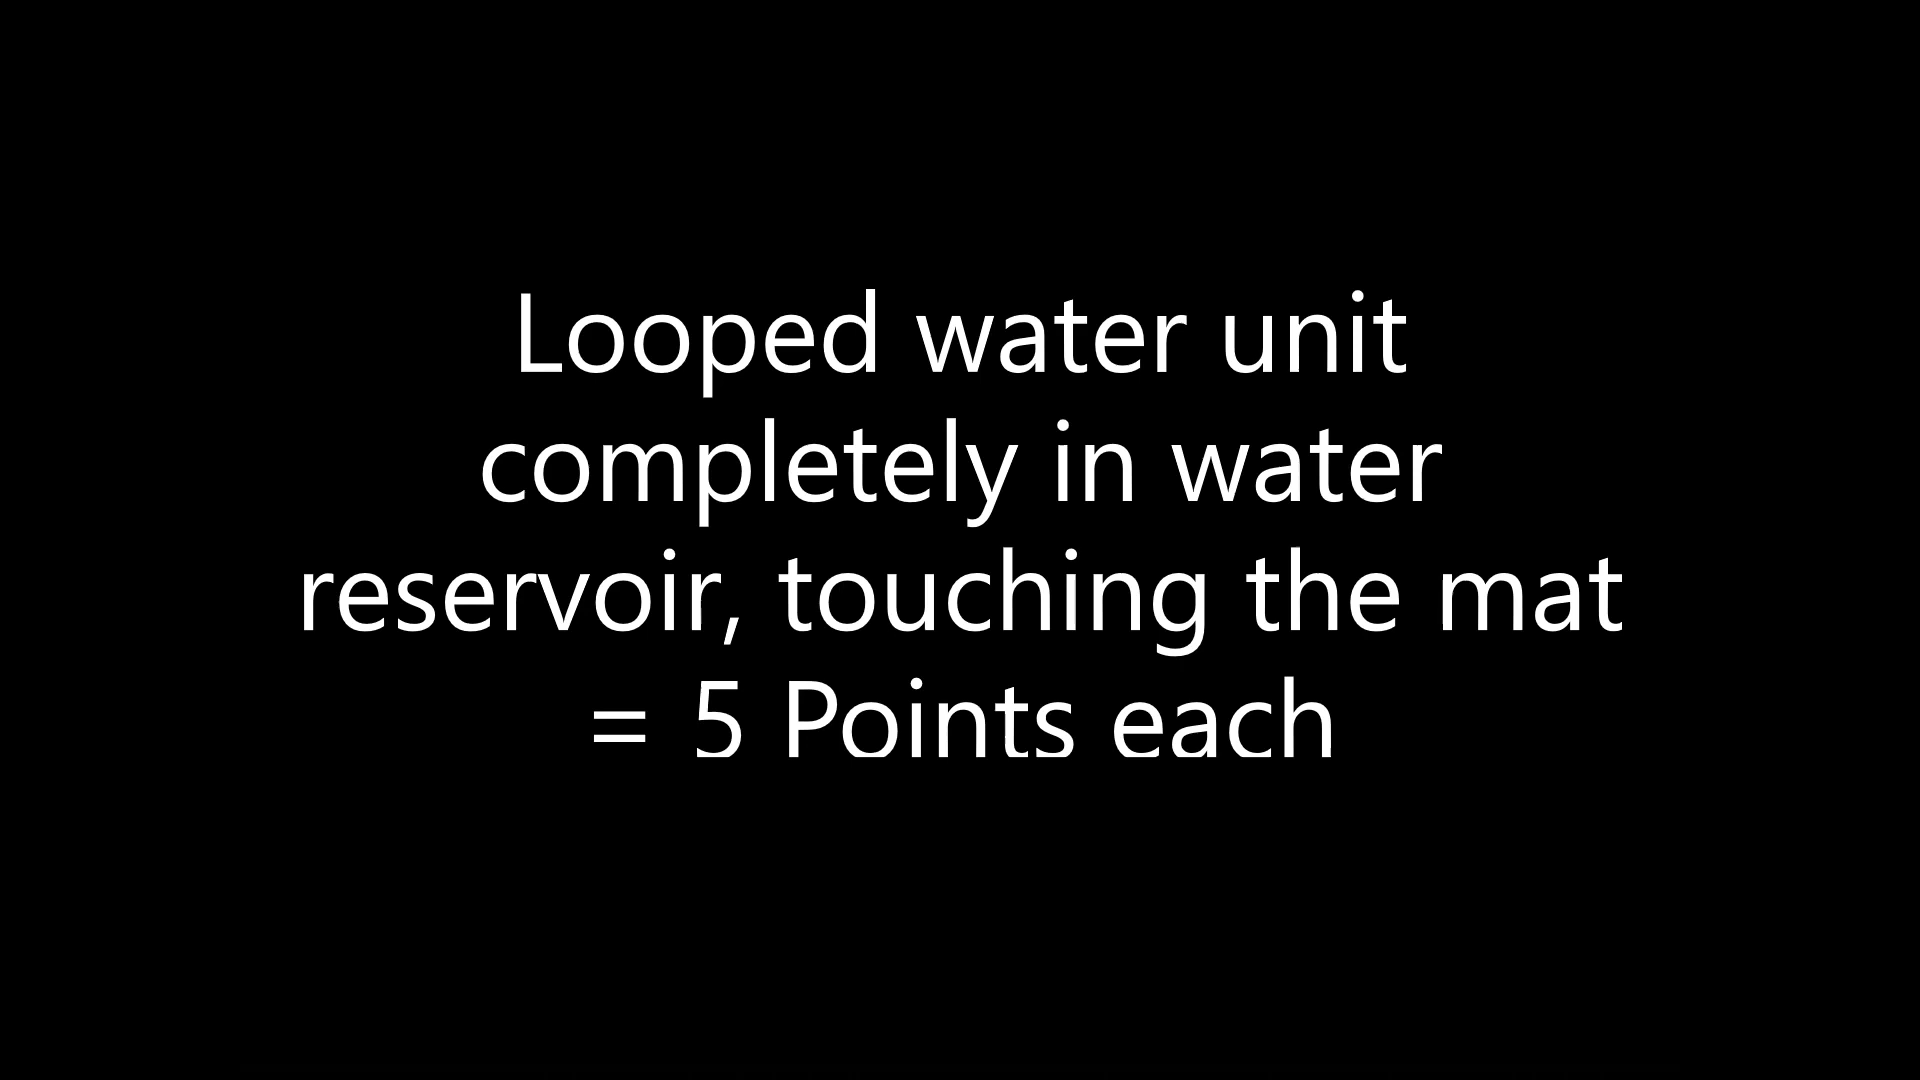 Looped water unit
completely in water
reservoir, touching the mat
= 5 Points each